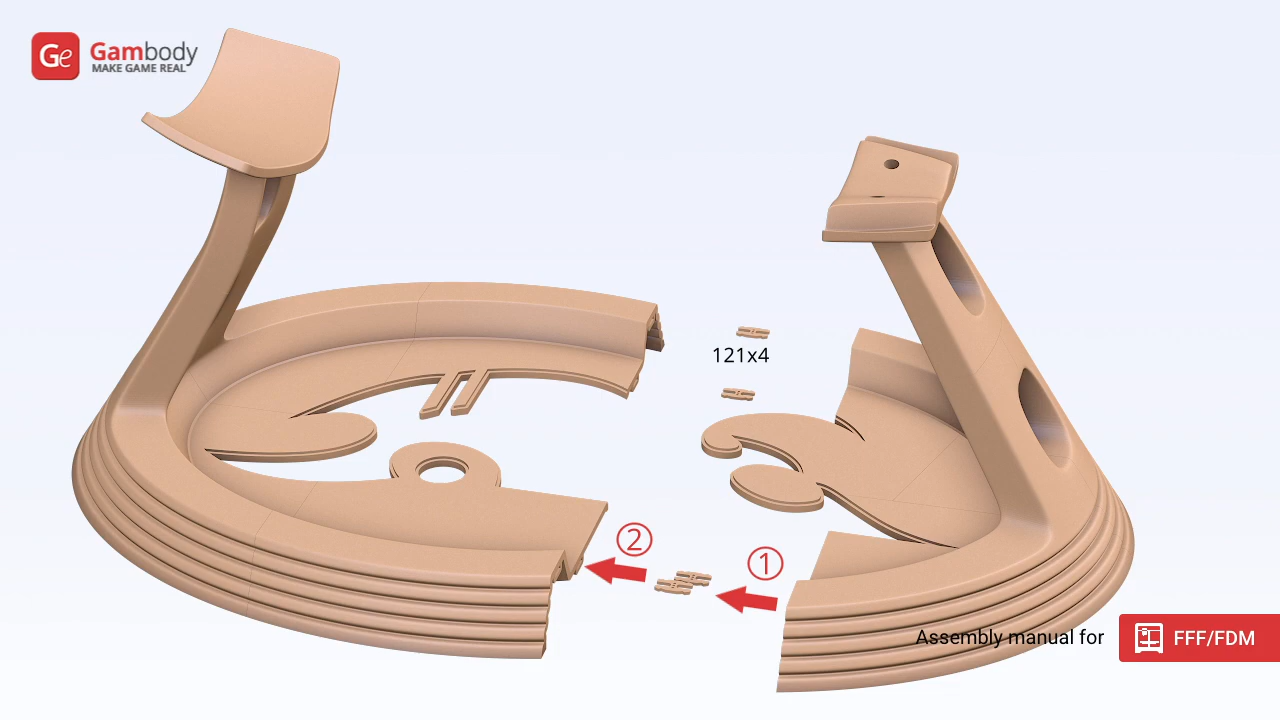 Ge
Gambody
MAKE GAME REAL
121x4
2
1
Assembly manual for
FFF/FDM